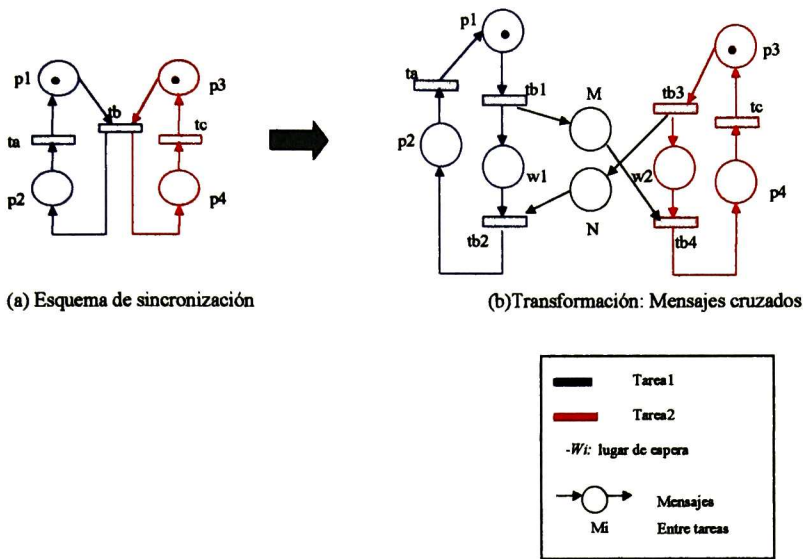 p1
p3
tb
ta
tc
p2
p4
(a) Esquema de sincronización
p1
p3
ta
tb1
M
tb3
tc
p2
w1
w2
p4
N
tb2
tb4
(b)Transformación: Mensajes cruzados
Tarea1
Tarea2
-Wi: lugar de espera
Mensajes
Mi Entre tareas